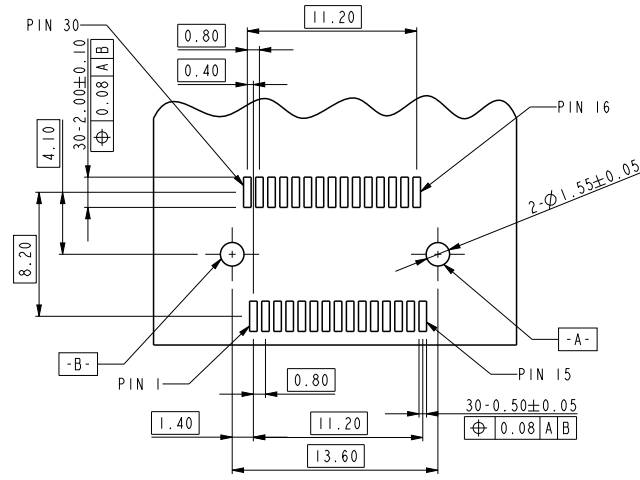 11.20
PIN 30
0.80
0.40
30-2.00±0.10
⌖ 0.08 A B
4.10
PIN 16
2-Ø1.55±0.05
8.20
-B-
-A-
PIN 1
PIN 15
0.80
30-0.50±0.05
⌖ 0.08 A B
1.40
11.20
13.60